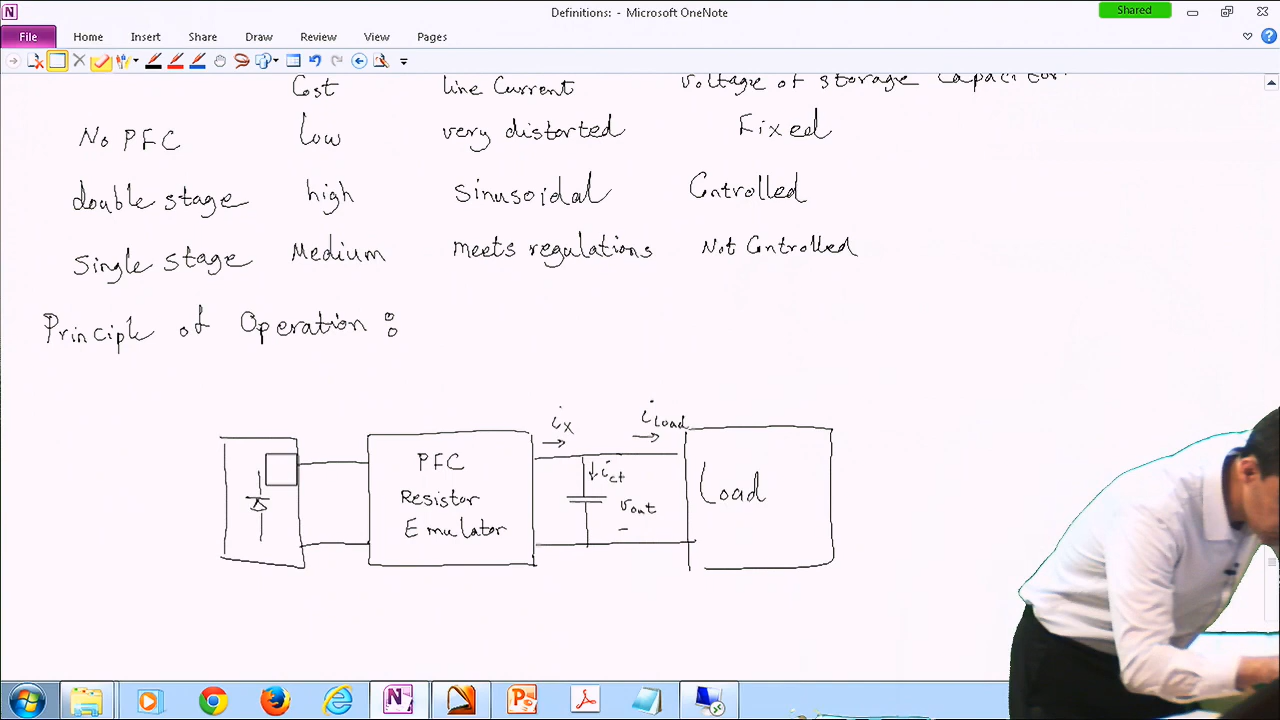 Definitions: - Microsoft OneNote
Shared
File Home Insert Share Draw Review View Pages
Cost line Current voltage of storage Capacitor
No PFC Low very distorted Fixed
double stage high sinusoidal Controlled
Single stage Medium meets regulations Not Controlled
Principle of Operation :
ix iLoad
PFC
Resistor
Emulator
ict
vout
-
Load